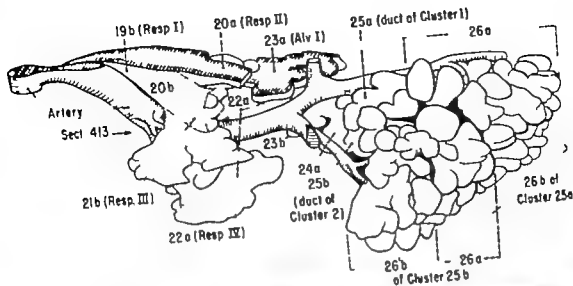 19b (Resp I)
20a (Resp II)
23a (Alv I)
25a (duct of Cluster 1)
26a
20b
22a
Artery
Sect 413
23b
24a
25b
(duct of
Cluster 2)
21b (Resp. III)
22a (Resp IV)
26b of
Cluster 25a
26b
26a
of Cluster 25b